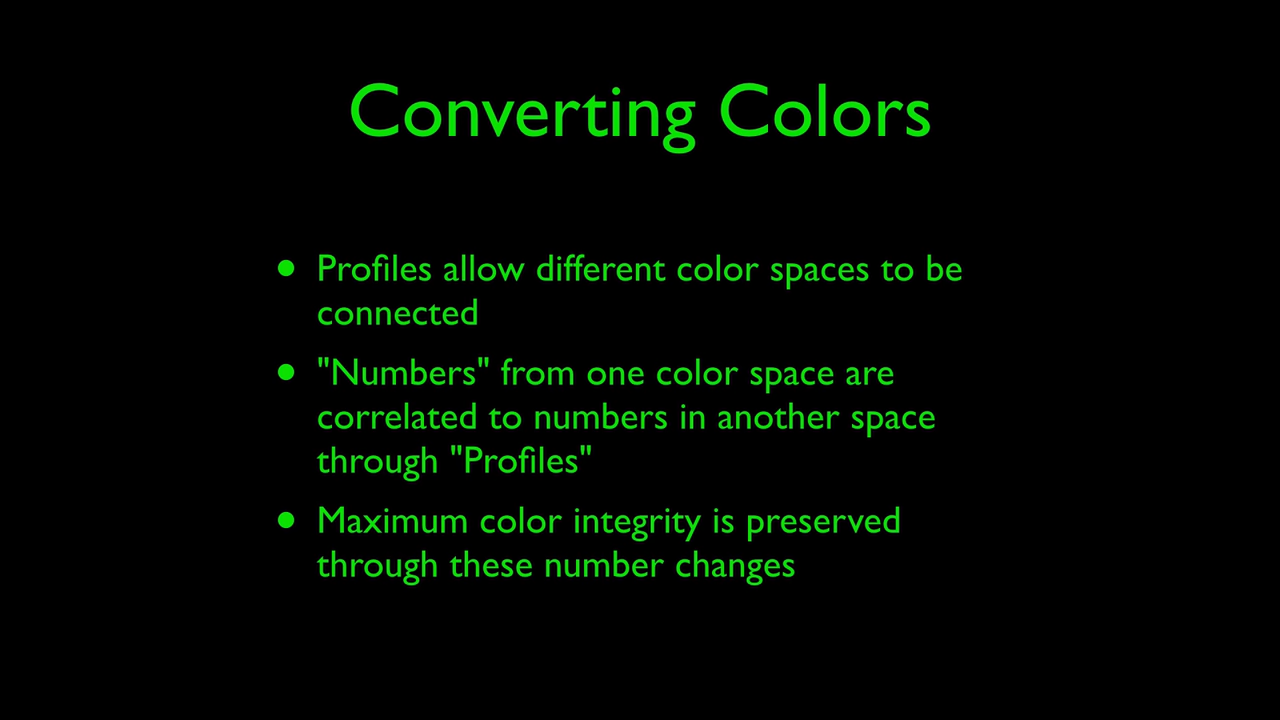 Converting Colors
• Profiles allow different color spaces to be
connected
• "Numbers" from one color space are
correlated to numbers in another space
through "Profiles"
• Maximum color integrity is preserved
through these number changes